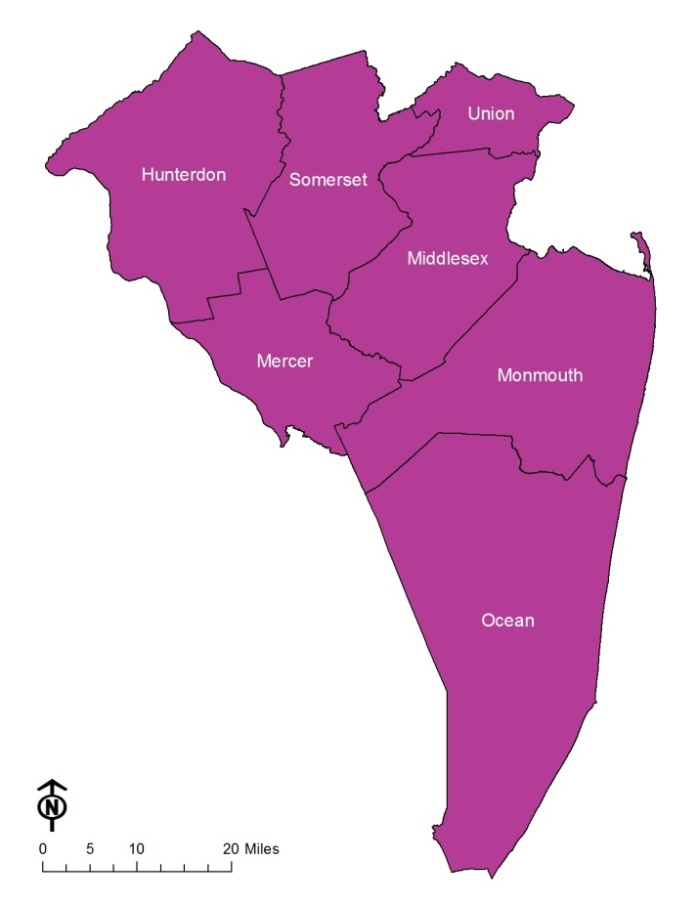 Union
Hunterdon
Somerset
Middlesex
Mercer
Monmouth
Ocean
N
0 5 10 20 Miles